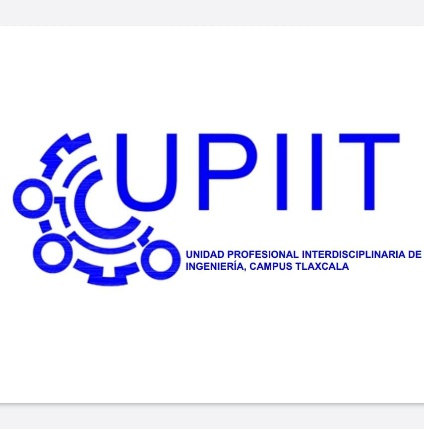 UPIIT
UNIDAD PROFESIONAL INTERDISCIPLINARIA DE
INGENIERÍA, CAMPUS TLAXCALA